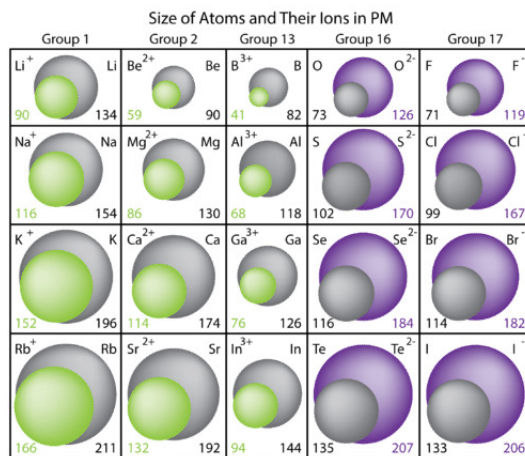 Size of Atoms and Their Ions in PM
Group 1 Group 2 Group 13 Group 16 Group 17
Li+ Li Be2+ Be B3+ B O O2- F F-
90 134 59 90 41 82 73 126 71 119
Na+ Na Mg2+ Mg Al3+ Al S S2- Cl Cl-
116 154 86 130 68 118 102 170 99 167
K+ K Ca2+ Ca Ga3+ Ga Se Se2- Br Br-
152 196 114 174 76 126 116 184 114 182
Rb+ Rb Sr2+ Sr In3+ In Te Te2- I I-
166 211 132 192 94 144 135 207 133 206